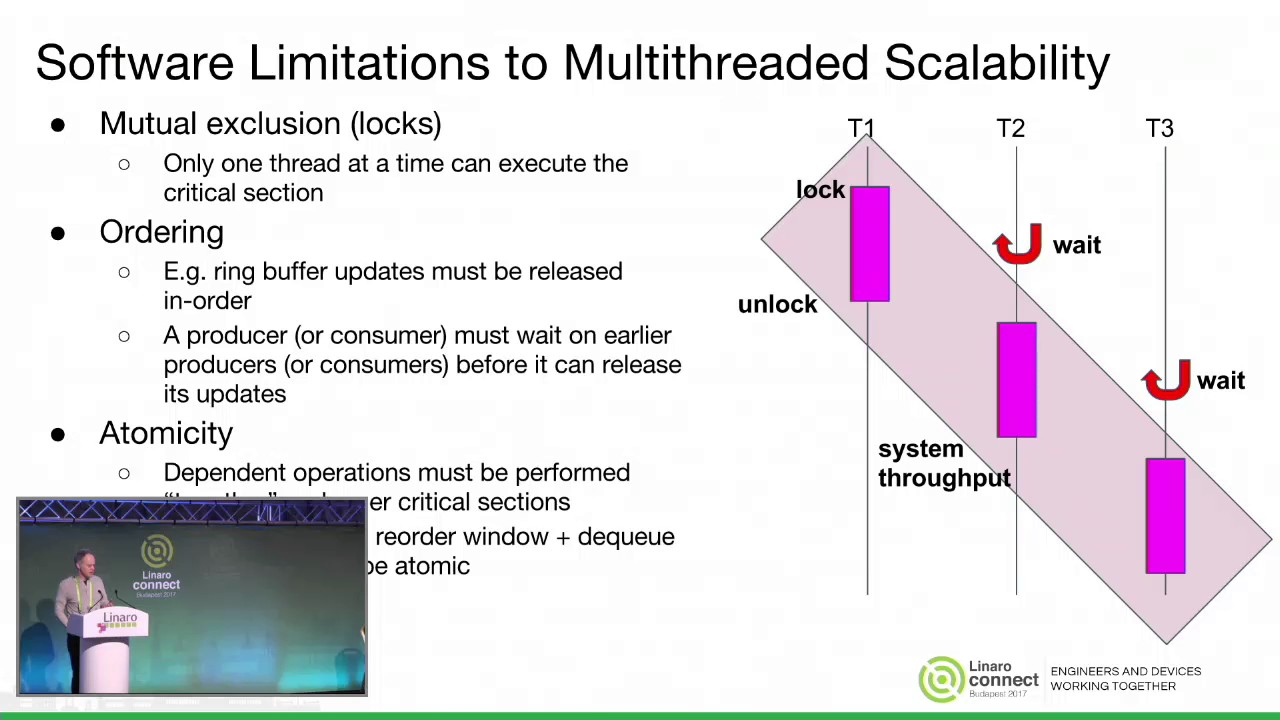 Software Limitations to Multithreaded Scalability
● Mutual exclusion (locks)
○ Only one thread at a time can execute the
critical section
● Ordering
○ E.g. ring buffer updates must be released
in-order
○ A producer (or consumer) must wait on earlier
producers (or consumers) before it can release
its updates
● Atomicity
○ Dependent operations must be performed
er critical sections
reorder window + dequeue
be atomic
T1
T2
T3
lock
wait
unlock
wait
system
throughput
Linaro
connect
Budapest 2017
Linaro
Linaro
connect
Budapest 2017
ENGINEERS AND DEVICES
WORKING TOGETHER